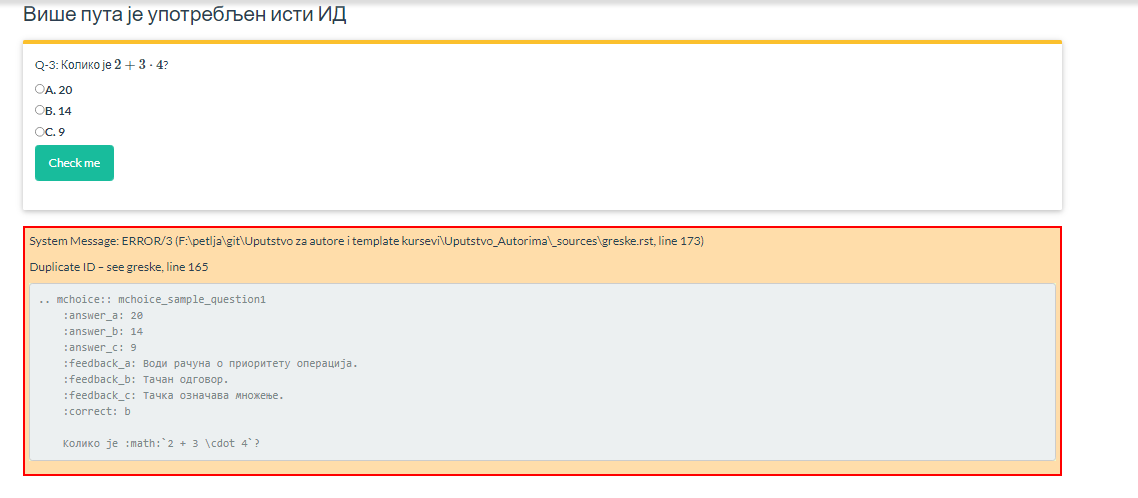 Више пута је употребљен исти ИД
Q-3: Колико је 2 + 3 · 4?
A. 20
B. 14
C. 9
Check me
System Message: ERROR/3 (F:\petlja\git\Uputstvo za autore i template kursevi\Uputstvo_Autorima\_sources\greske.rst, line 173)
Duplicate ID – see greske, line 165
.. mchoice:: mchoice_sample_question1
    :answer_a: 20
    :answer_b: 14
    :answer_c: 9
    :feedback_a: Води рачуна о приоритету операција.
    :feedback_b: Тачан одговор.
    :feedback_c: Тачка означава множење.
    :correct: b

    Колико је :math:`2 + 3 \cdot 4`?